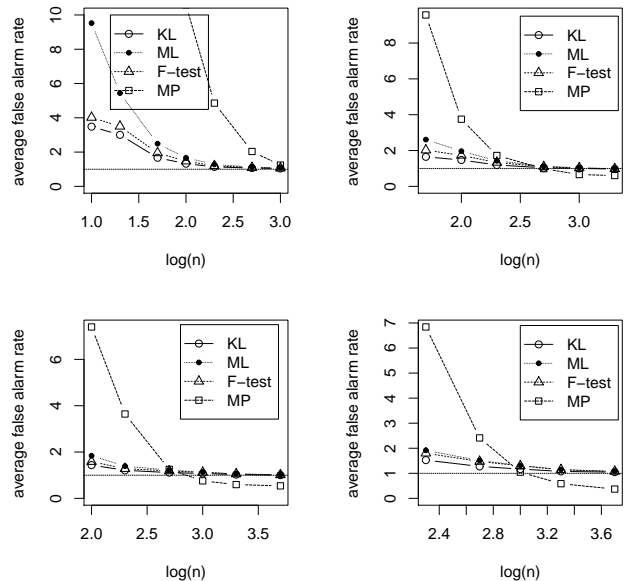 average false alarm rate
0
2
4
6
8
10
KL
ML
F−test
MP
1.0
1.5
2.0
2.5
3.0
log(n)
average false alarm rate
0
2
4
6
8
KL
ML
F−test
MP
2.0
2.5
3.0
log(n)
average false alarm rate
0
2
4
6
KL
ML
F−test
MP
2.0
2.5
3.0
3.5
log(n)
average false alarm rate
0
1
2
3
4
5
6
7
KL
ML
F−test
MP
2.4
2.8
3.2
3.6
log(n)